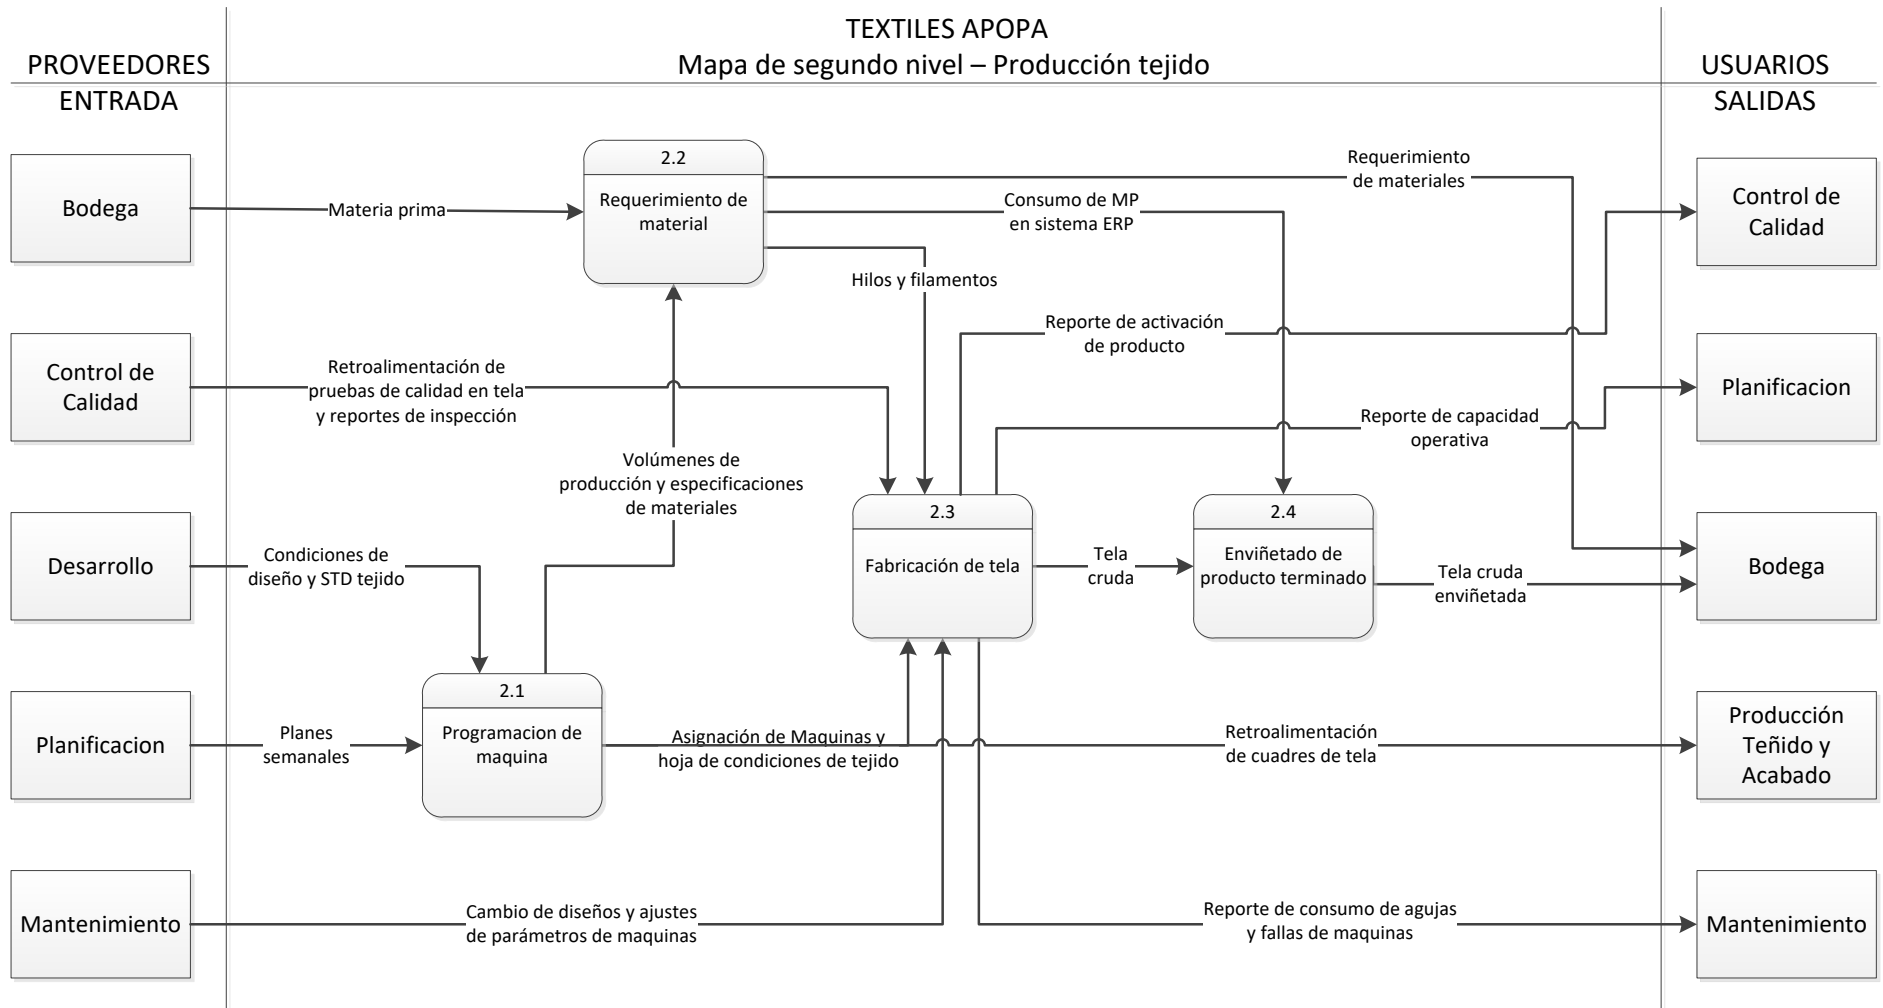 TEXTILES APOPA
Mapa de segundo nivel – Producción tejido
PROVEEDORES
USUARIOS
ENTRADA
SALIDAS
Bodega
Materia prima
2.2
Requerimiento de
material
Requerimiento
de materiales
Consumo de MP
en sistema ERP
Hilos y filamentos
Control de
Calidad
Control de
Calidad
Retroalimentación de
pruebas de calidad en tela
y reportes de inspección
Reporte de activación
de producto
Planificacion
Reporte de capacidad
operativa
Volúmenes de
producción y especificaciones
de materiales
Desarrollo
Condiciones de
diseño y STD tejido
2.3
Fabricación de tela
Tela
cruda
2.4
Enviñetado de
producto terminado
Tela cruda
enviñetada
Bodega
Planificacion
Planes
semanales
2.1
Programacion de
maquina
Asignación de Maquinas y
hoja de condiciones de tejido
Retroalimentación
de cuadres de tela
Producción
Teñido y
Acabado
Mantenimiento
Cambio de diseños y ajustes
de parámetros de maquinas
Reporte de consumo de agujas
y fallas de maquinas
Mantenimiento